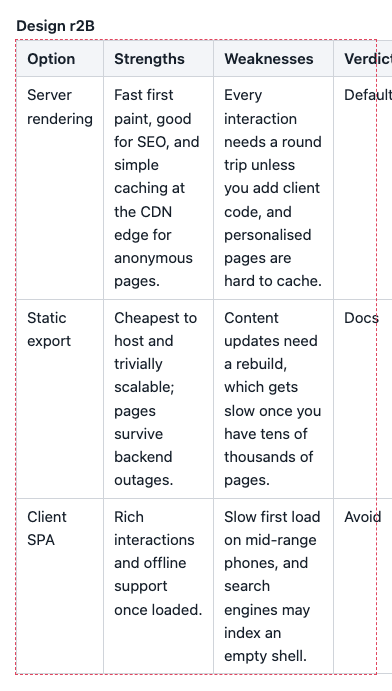 Design r2B
Option Strengths Weaknesses Verdict
Server rendering Fast first paint, good for SEO, and simple caching at the CDN edge for anonymous pages. Every interaction needs a round trip unless you add client code, and personalised pages are hard to cache. Default
Static export Cheapest to host and trivially scalable; pages survive backend outages. Content updates need a rebuild, which gets slow once you have tens of thousands of pages. Docs
Client SPA Rich interactions and offline support once loaded. Slow first load on mid-range phones, and search engines may index an empty shell. Avoid